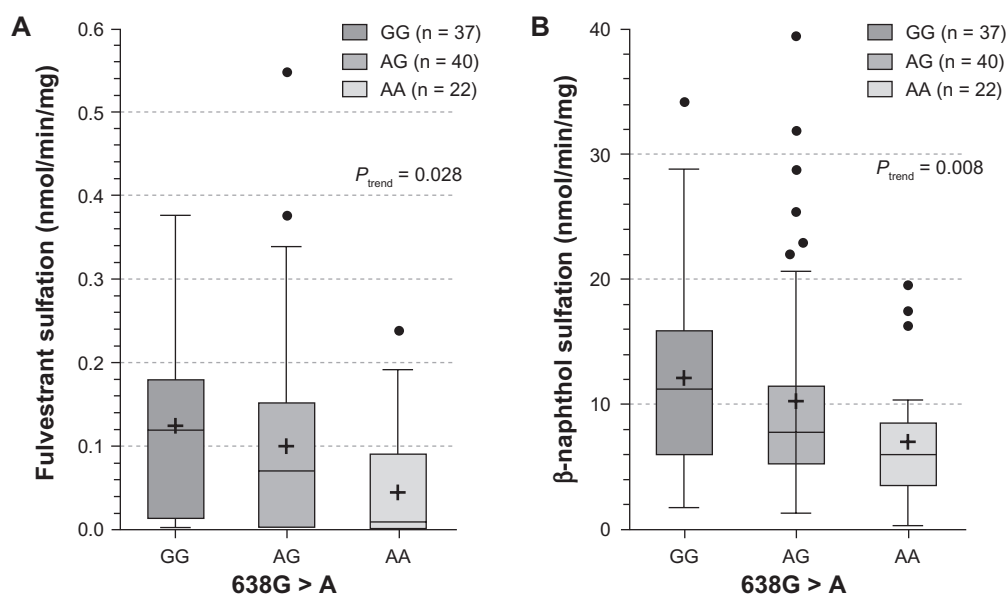 A
Fulvestrant sulfation (nmol/min/mg)
0.6
0.5
0.4
0.3
0.2
0.1
0.0
GG (n = 37)
AG (n = 40)
AA (n = 22)
Ptrend = 0.028
GG
AG
AA
638G > A
B
β-naphthol sulfation (nmol/min/mg)
40
30
20
10
0
GG (n = 37)
AG (n = 40)
AA (n = 22)
Ptrend = 0.008
GG
AG
AA
638G > A